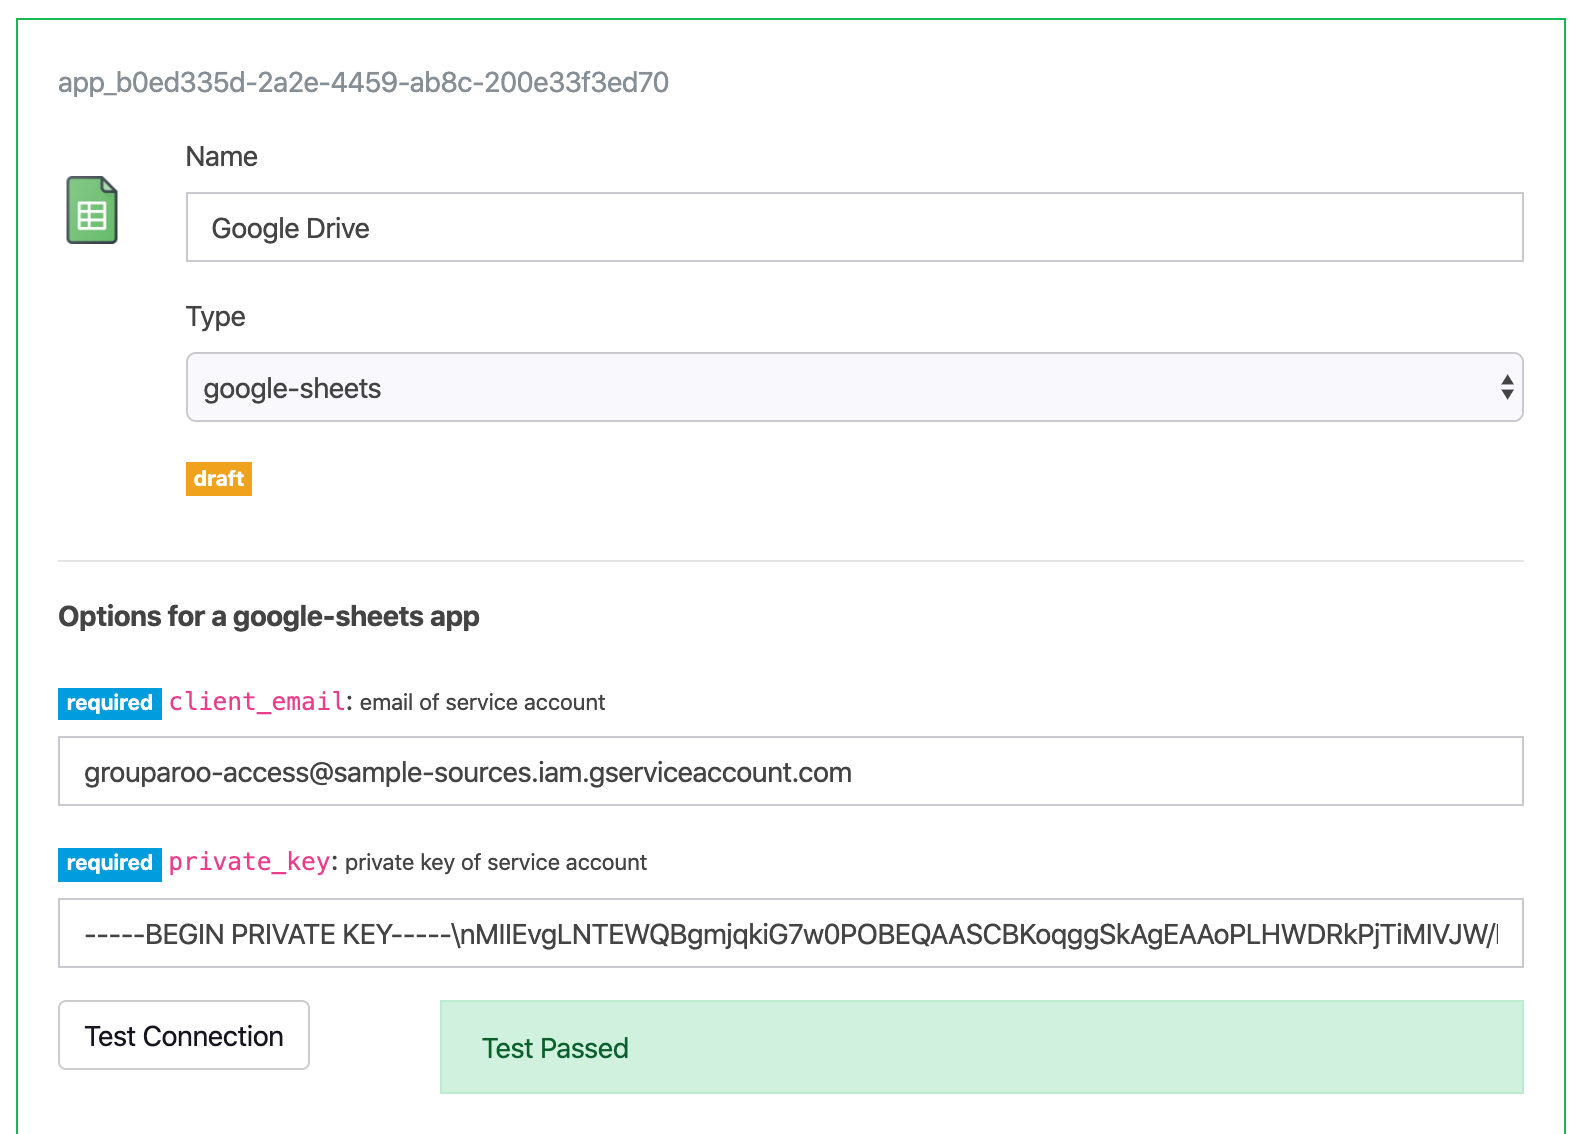 app_b0ed335d-2a2e-4459-ab8c-200e33f3ed70
Name
Google Drive
Type
google-sheets
draft
Options for a google-sheets app
required client_email: email of service account
grouparoo-access@sample-sources.iam.gserviceaccount.com
required private_key: private key of service account
-----BEGIN PRIVATE KEY-----\nMIIEvgLNTEWQBgmjqkiG7w0POBEQAASCBKoqggSkAgEAAoPLHWDRkPjTiMIVJW/
Test Connection
Test Passed